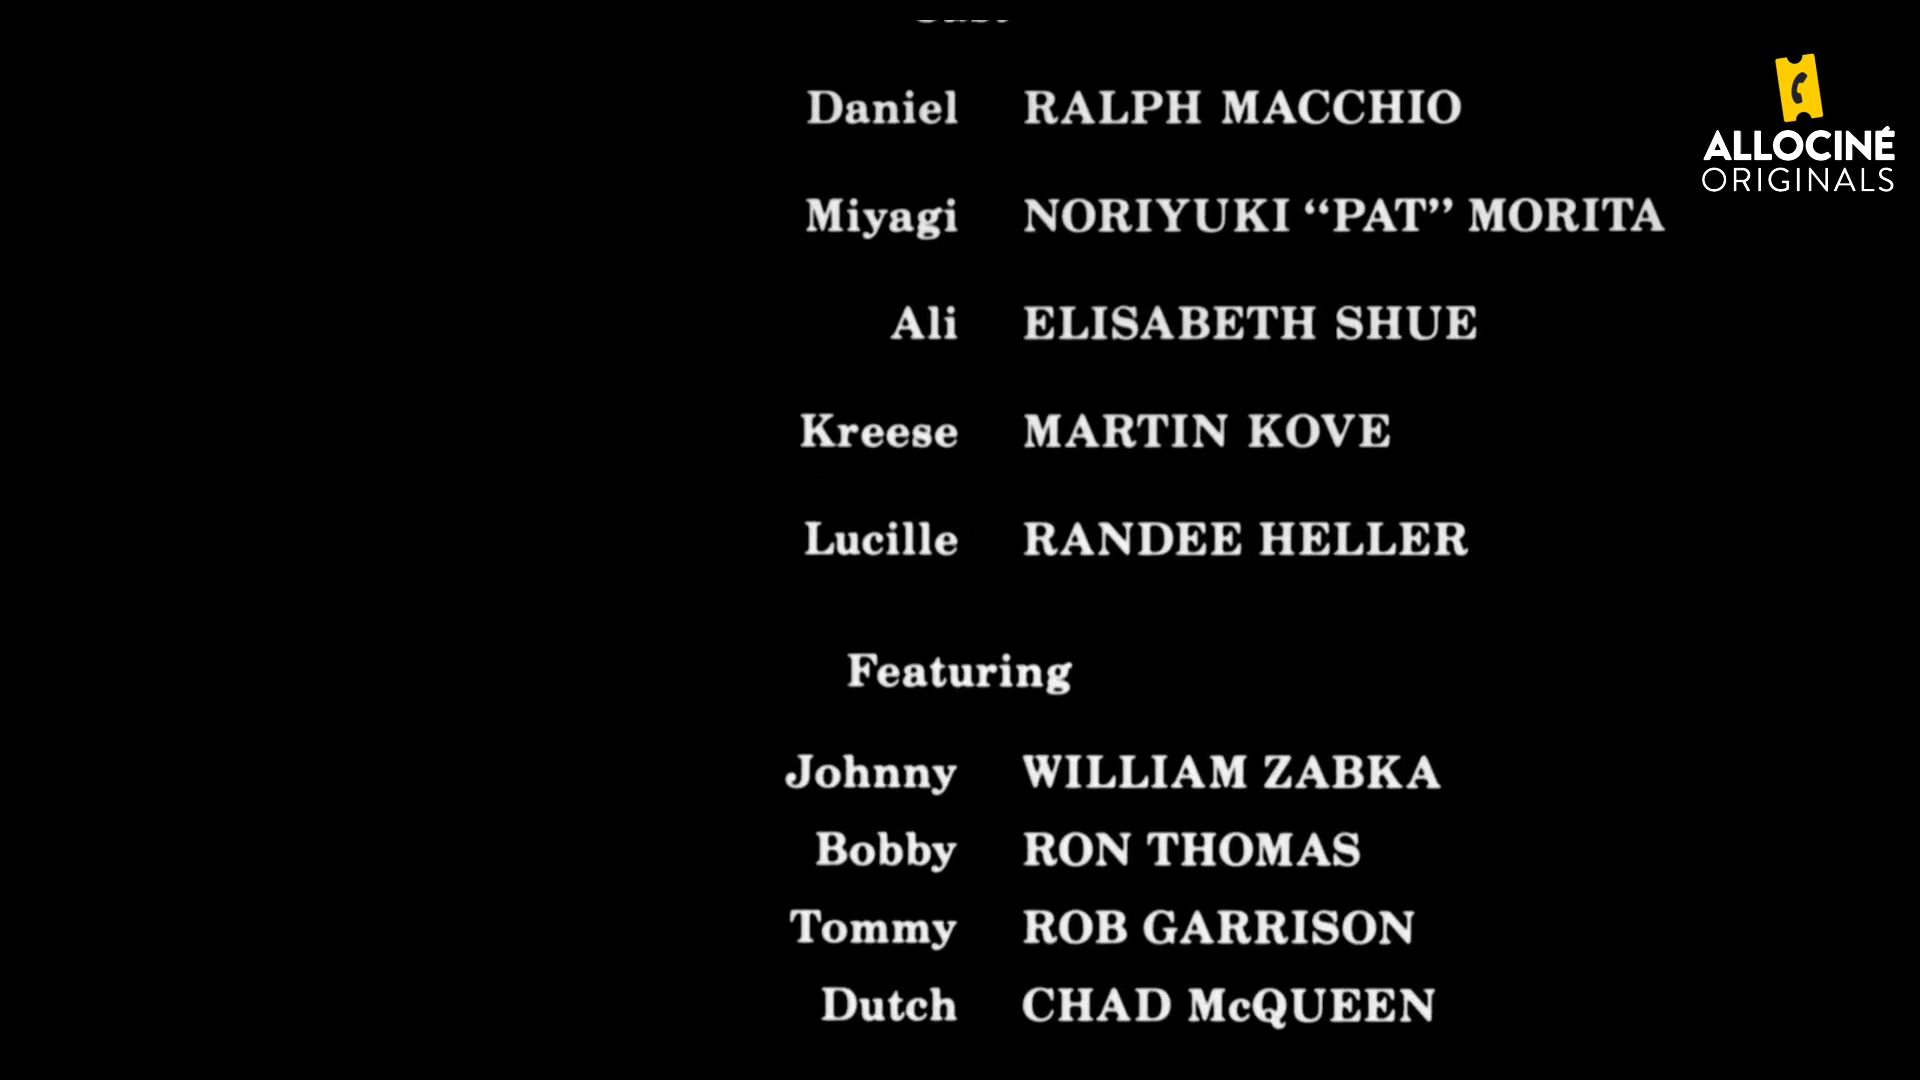 Daniel RALPH MACCHIO
Miyagi NORIYUKI “PAT” MORITA
Ali ELISABETH SHUE
Kreese MARTIN KOVE
Lucille RANDEE HELLER
Featuring
Johnny WILLIAM ZABKA
Bobby RON THOMAS
Tommy ROB GARRISON
Dutch CHAD McQUEEN
ALLOCINÉ
ORIGINALS